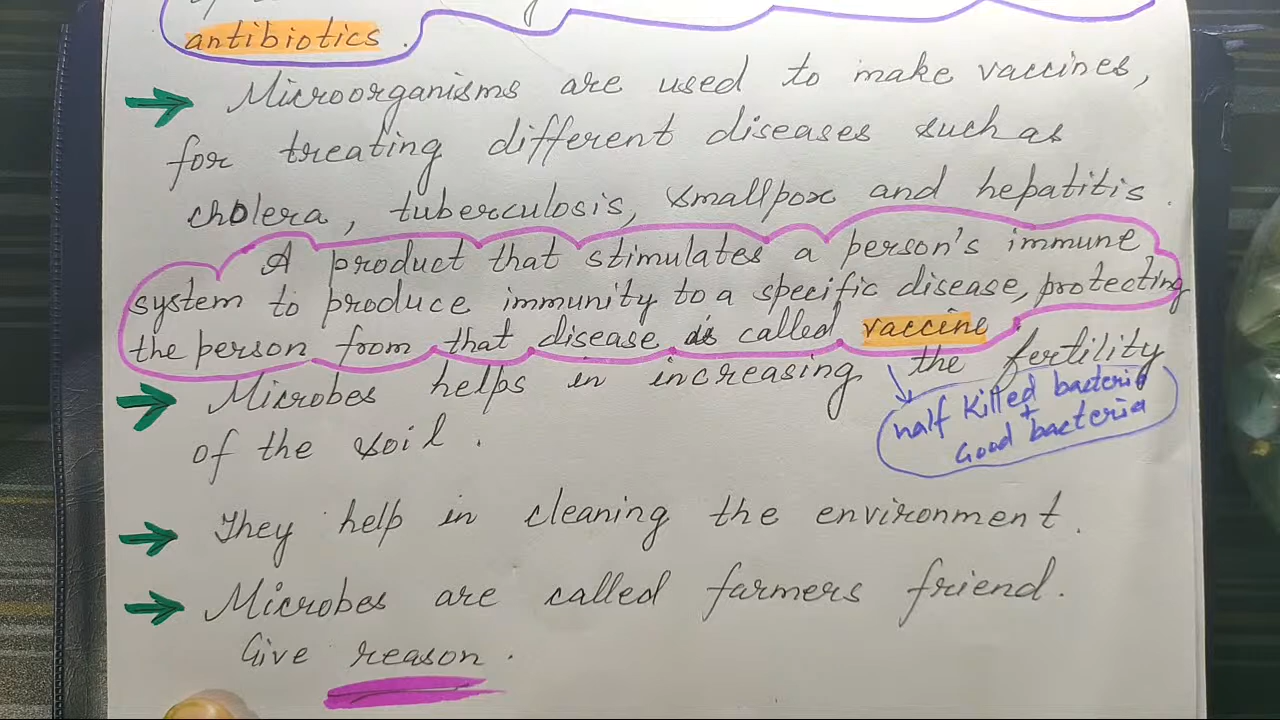 antibiotics.
→ Microorganisms are used to make vaccines,
for treating different diseases such as
cholera, tuberculosis, smallpox and hepatitis.
A product that stimulates a person's immune
system to produce immunity to a specific disease, protecting
the person from that disease is called vaccine.
→ Microbes helps in increasing the fertility
of the soil.
half killed bacteria
+
Good bacteria
→ They help in cleaning the environment.
→ Microbes are called farmers friend.
Give reason.